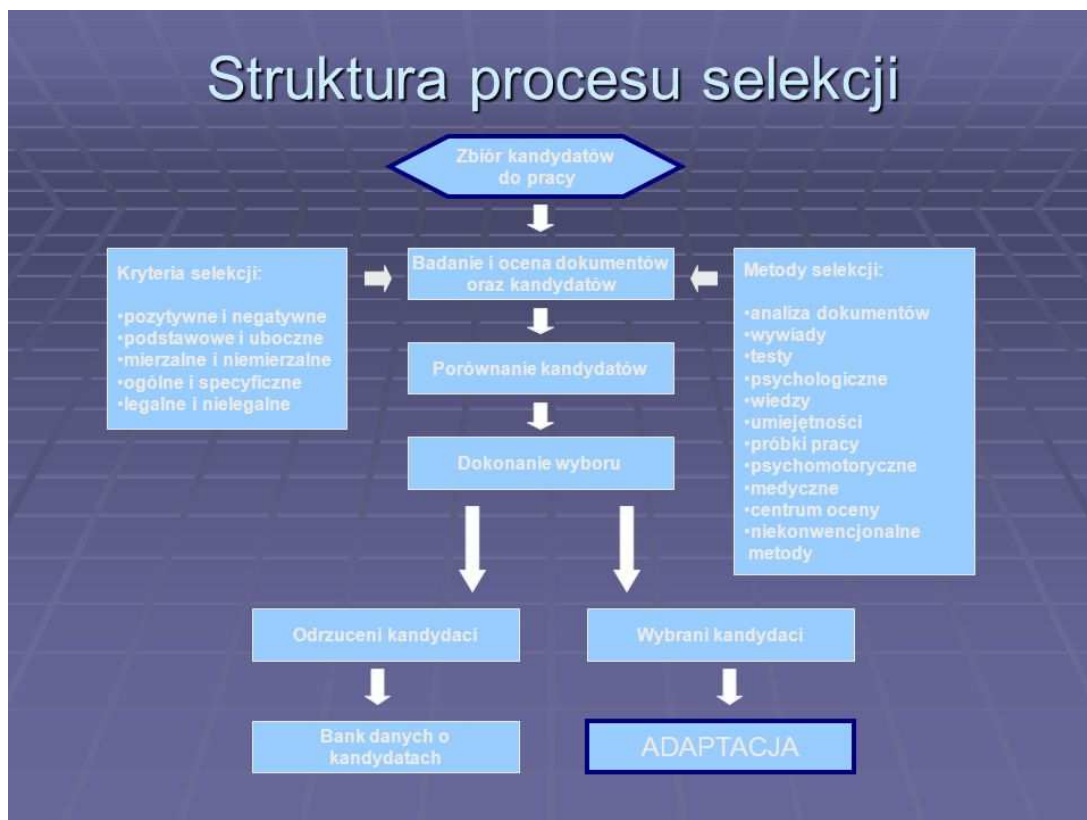 Struktura procesu selekcji
Zbiór kandydatów
do pracy
Kryteria selekcji:
•pozytywne i negatywne
•podstawowe i uboczne
•mierzalne i niemierzalne
•ogólne i specyficzne
•legalne i nielegalne
Badanie i ocena dokumentów
oraz kandydatów
Metody selekcji:
•analiza dokumentów
•wywiady
•testy
•psychologiczne
•wiedzy
•umiejętności
•próbki pracy
•psychomotoryczne
•medyczne
•centrum oceny
•niekonwencjonalne
metody
Porównanie kandydatów
Dokonanie wyboru
Odrzuceni kandydaci
Wybrani kandydaci
Bank danych o
kandydatach
ADAPTACJA